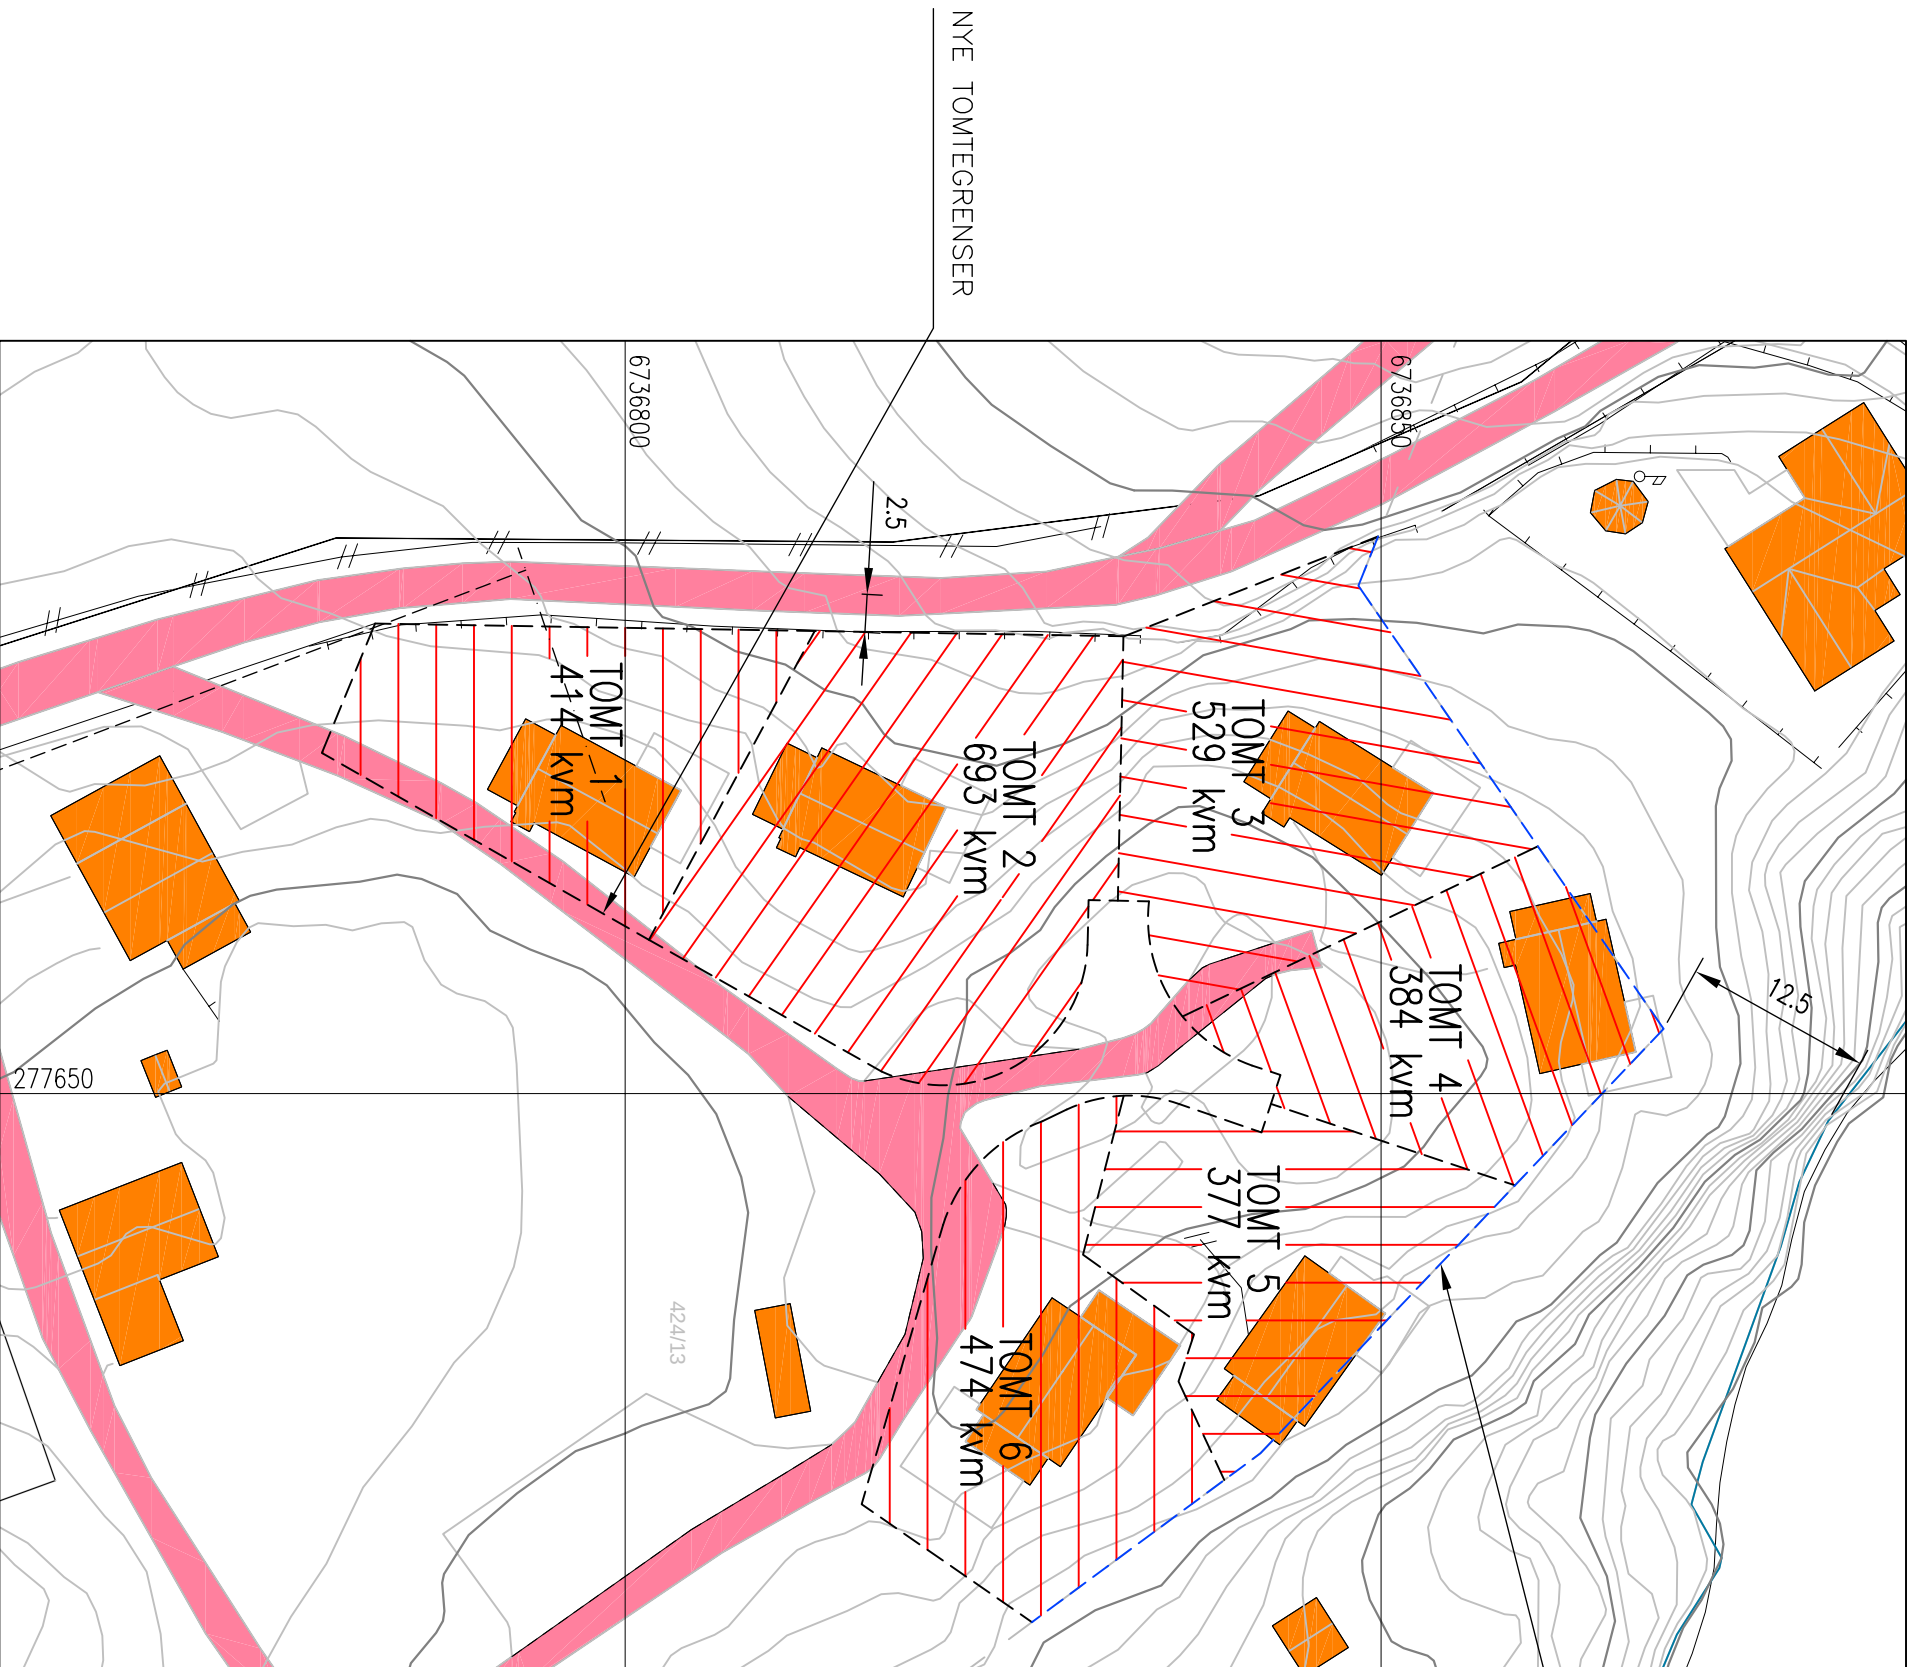 NYE TOMTEGRENSER
6736800
6736850
2.5
TOMT 1
414 kvm
TOMT 2
693 kvm
TOMT 3
529 kvm
TOMT 4
384 kvm
12.5
277650
TOMT 5
377 kvm
TOMT 6
474 kvm
424/13